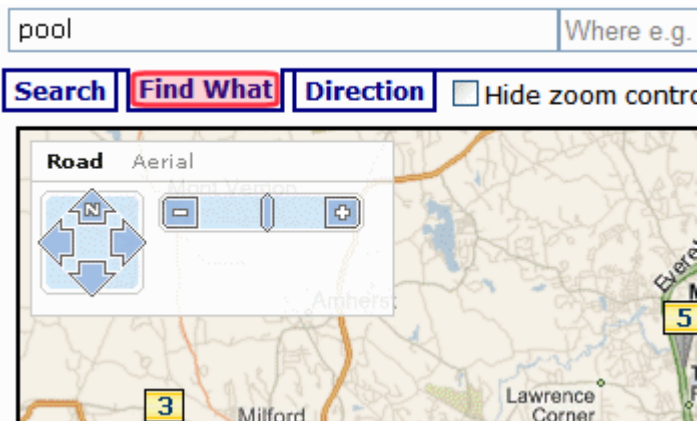 pool
Where e.g.
Search Find What Direction Hide zoom contro
Road Aerial
Mont Vernon
N
Amherst
Evere
5
3
Milford
Lawrence
Corner